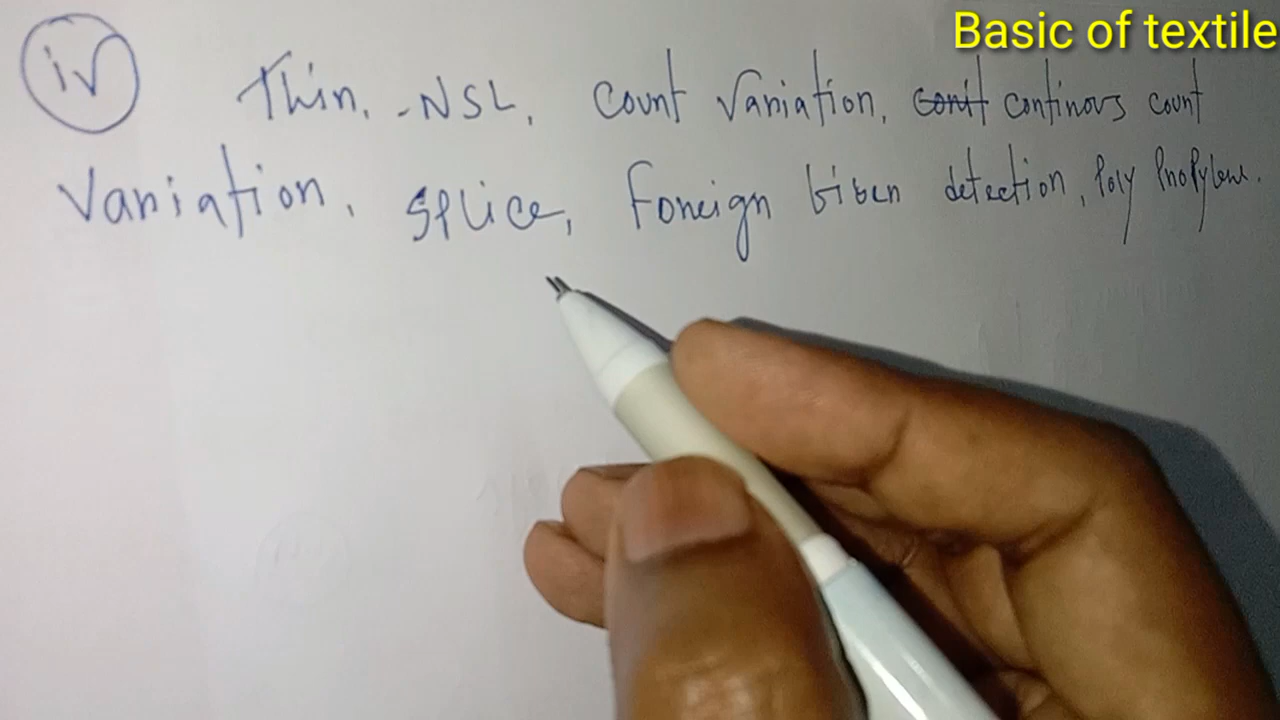 Basic of textile
iv Thin, -NSL, Count Variation, conit continous count
Variation, Splice, Foreign fiber detection, Poly Propylene.